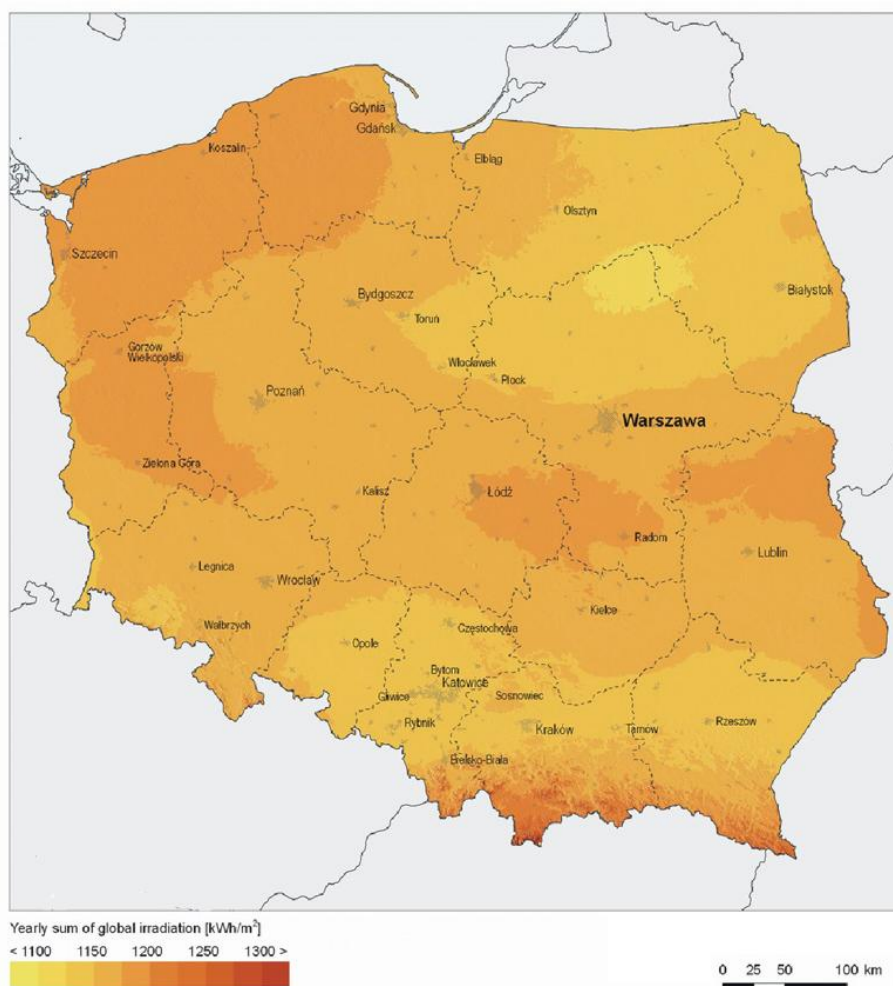 Gdynia
Gdańsk
Koszalin
Elbląg
Olsztyn
Szczecin
Białystok
Bydgoszcz
Toruń
Gorzów
Wielkopolski
Włocławek
Płock
Poznań
Warszawa
Zielona Góra
Kalisz
Łódź
Radom
Lublin
Legnica
Wrocław
Kielce
Wałbrzych
Częstochowa
Opole
Bytom
Katowice
Gliwice
Sosnowiec
Rybnik
Kraków
Tarnów
Rzeszów
Bielsko-Biała
Yearly sum of global irradiation [kWh/m²]
< 1100 1150 1200 1250 1300 >
0 25 50 100 km